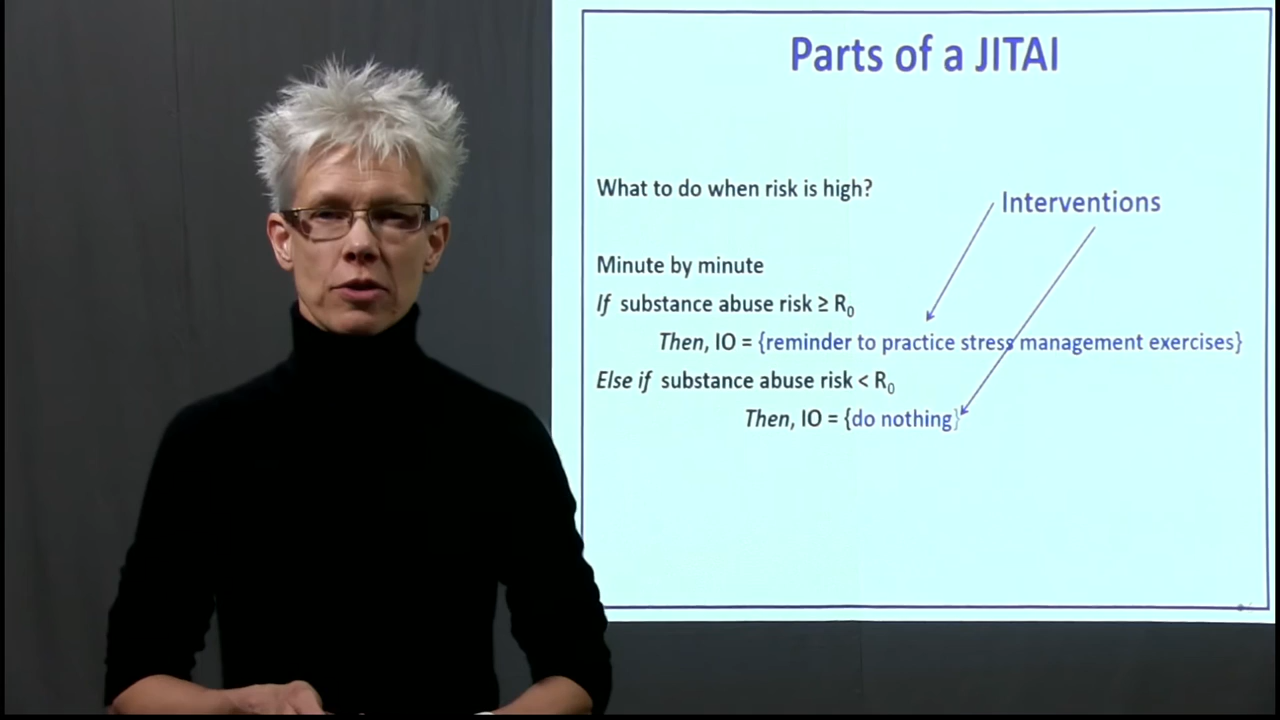 Parts of a JITAI
What to do when risk is high?
Interventions
Minute by minute
If substance abuse risk ≥ R₀
Then, IO = {reminder to practice stress management exercises}
Else if substance abuse risk < R₀
Then, IO = {do nothing}